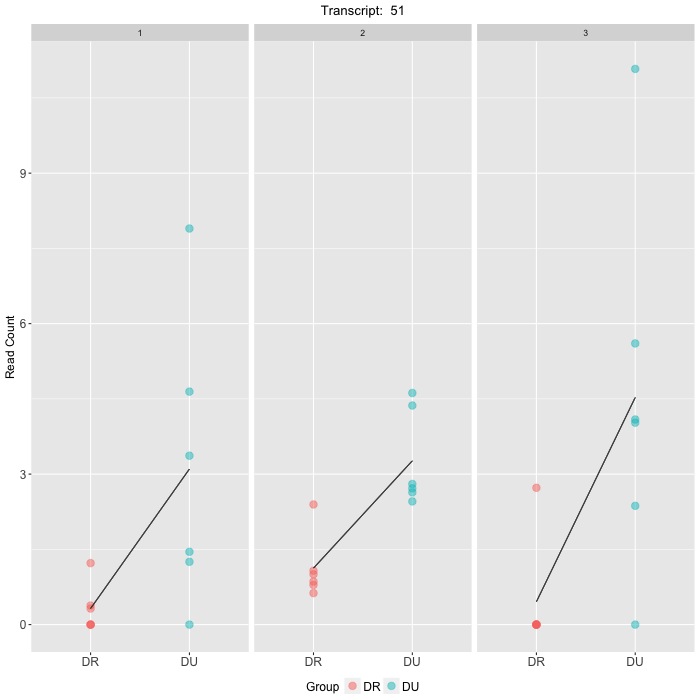 Transcript:  51
1 2 3
9
6
3
0
Read Count
DR DU DR DU DR DU
Group DR DU